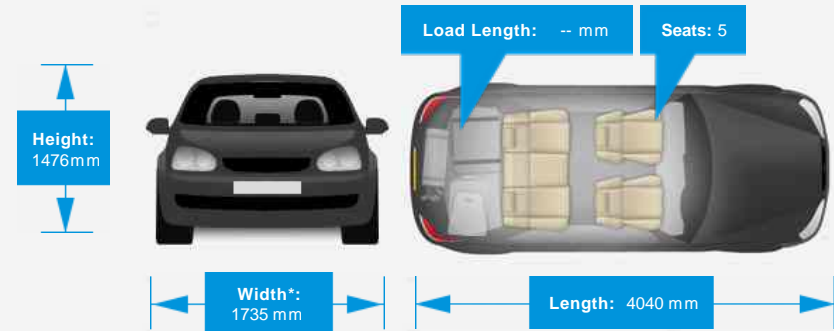 Load Length: -- mm
Seats: 5
Height:
1476mm
Width*:
1735 mm
Length: 4040 mm